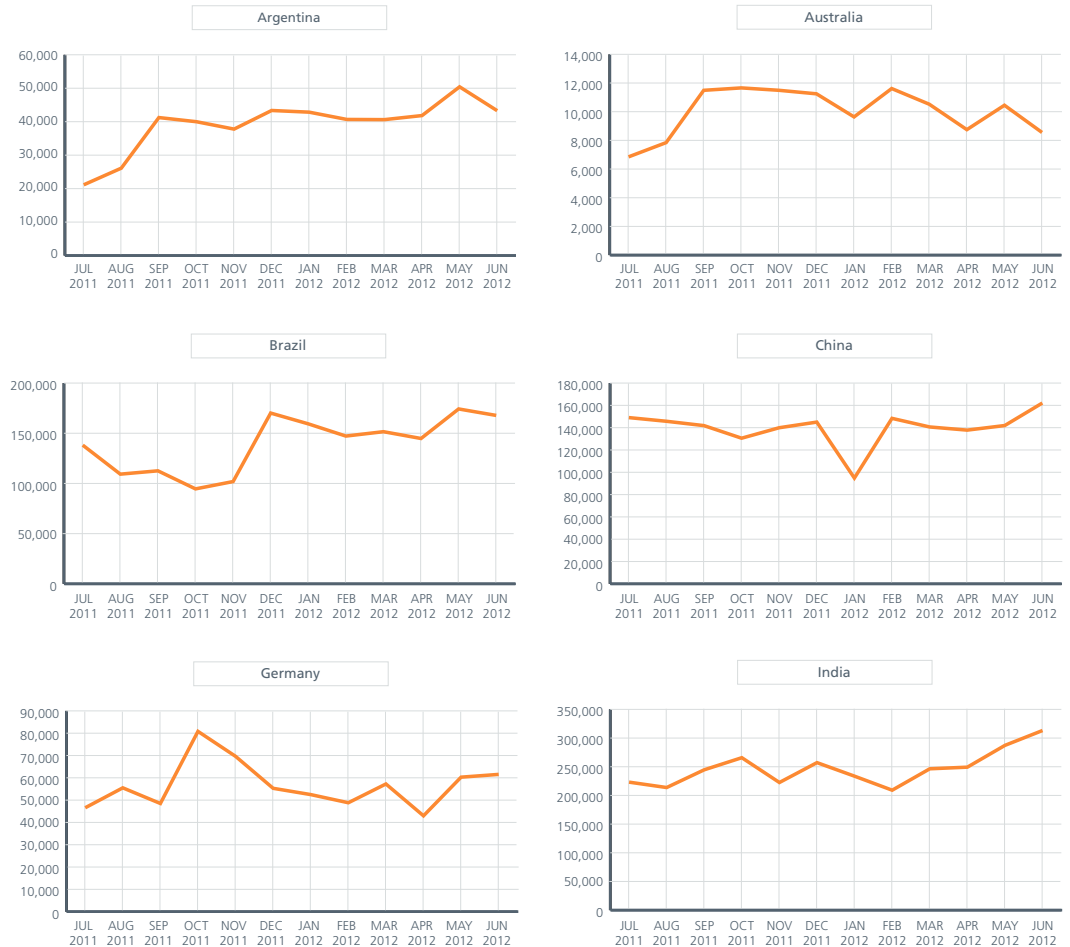 Argentina
60,000
50,000
40,000
30,000
20,000
10,000
0
JUL AUG SEP OCT NOV DEC JAN FEB MAR APR MAY JUN
2011 2011 2011 2011 2011 2011 2012 2012 2012 2012 2012 2012
Australia
14,000
12,000
10,000
8,000
6,000
4,000
2,000
0
JUL AUG SEP OCT NOV DEC JAN FEB MAR APR MAY JUN
2011 2011 2011 2011 2011 2011 2012 2012 2012 2012 2012 2012
Brazil
200,000
150,000
100,000
50,000
0
JUL AUG SEP OCT NOV DEC JAN FEB MAR APR MAY JUN
2011 2011 2011 2011 2011 2011 2012 2012 2012 2012 2012 2012
China
180,000
160,000
140,000
120,000
100,000
80,000
60,000
40,000
20,000
0
JUL AUG SEP OCT NOV DEC JAN FEB MAR APR MAY JUN
2011 2011 2011 2011 2011 2011 2012 2012 2012 2012 2012 2012
Germany
90,000
80,000
70,000
60,000
50,000
40,000
30,000
20,000
10,000
0
JUL AUG SEP OCT NOV DEC JAN FEB MAR APR MAY JUN
2011 2011 2011 2011 2011 2011 2012 2012 2012 2012 2012 2012
India
350,000
300,000
250,000
200,000
150,000
100,000
50,000
0
JUL AUG SEP OCT NOV DEC JAN FEB MAR APR MAY JUN
2011 2011 2011 2011 2011 2011 2012 2012 2012 2012 2012 2012